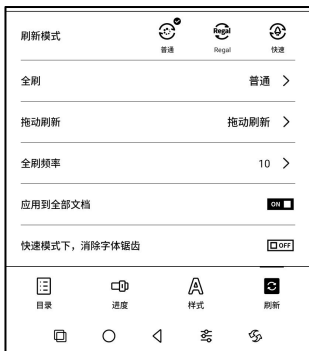 刷新模式
Regal
普通 Regal 快速
全刷 普通
拖动刷新 拖动刷新
全刷频率 10
应用到全部文档 ON
快速模式下，消除字体锯齿 OFF
A
目录 进度 样式 刷新